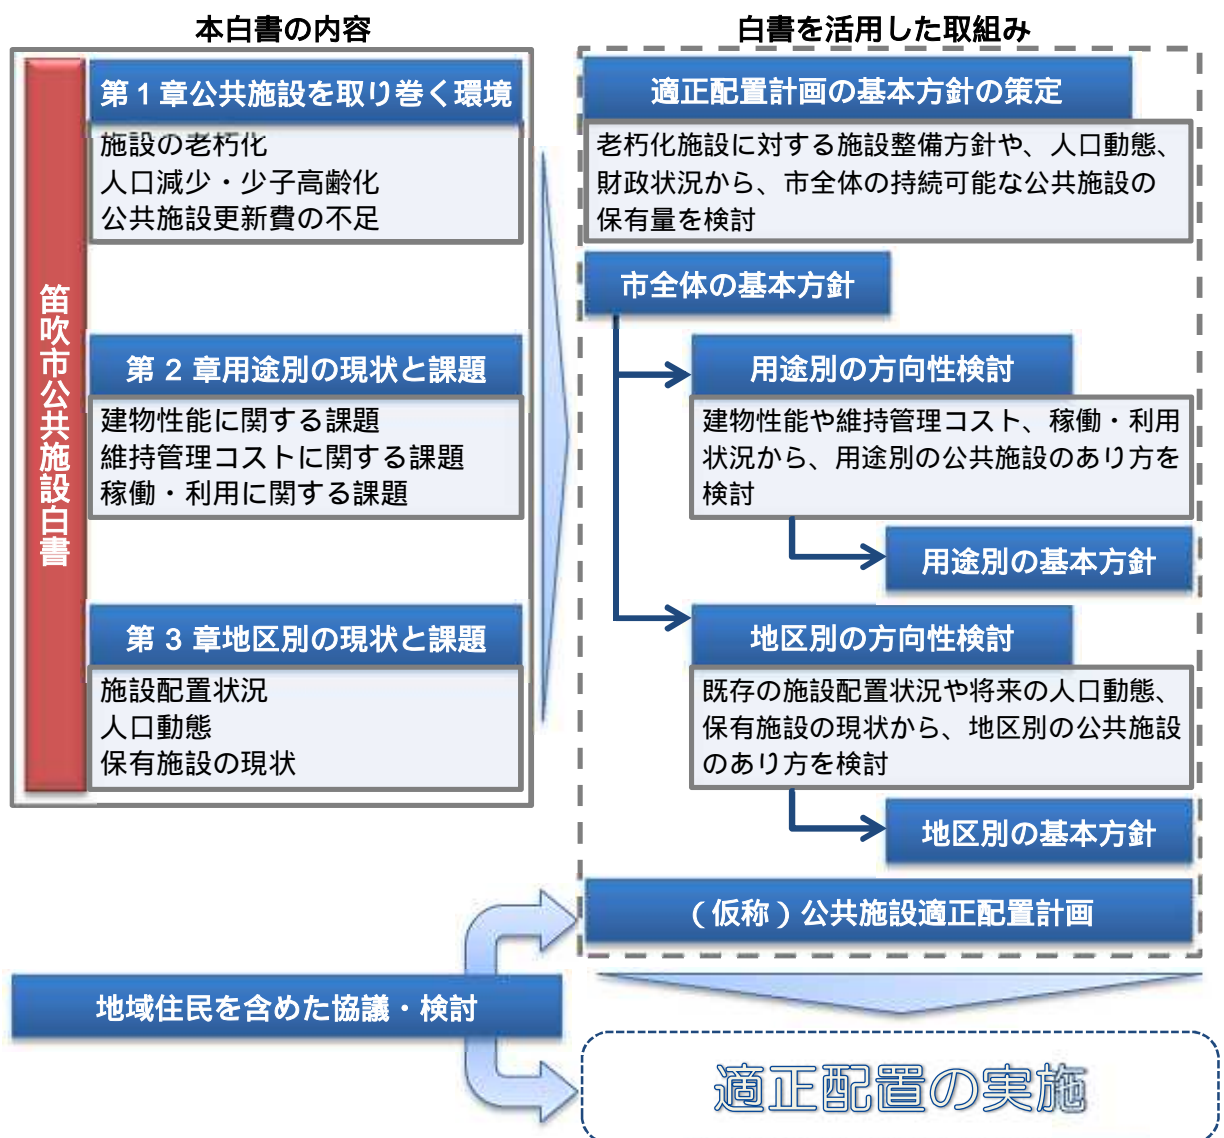 本白書の内容
笛吹市公共施設白書
第1章公共施設を取り巻く環境
施設の老朽化
人口減少・少子高齢化
公共施設更新費の不足
第2章用途別の現状と課題
建物性能に関する課題
維持管理コストに関する課題
稼働・利用に関する課題
第3章地区別の現状と課題
施設配置状況
人口動態
保有施設の現状
白書を活用した取組み
適正配置計画の基本方針の策定
老朽化施設に対する施設整備方針や、人口動態、
財政状況から、市全体の持続可能な公共施設の
保有量を検討
市全体の基本方針
用途別の方向性検討
建物性能や維持管理コスト、稼働・利用
状況から、用途別の公共施設のあり方を
検討
用途別の基本方針
地区別の方向性検討
既存の施設配置状況や将来の人口動態、
保有施設の現状から、地区別の公共施設
のあり方を検討
地区別の基本方針
(仮称)公共施設適正配置計画
地域住民を含めた協議・検討
適正配置の実施